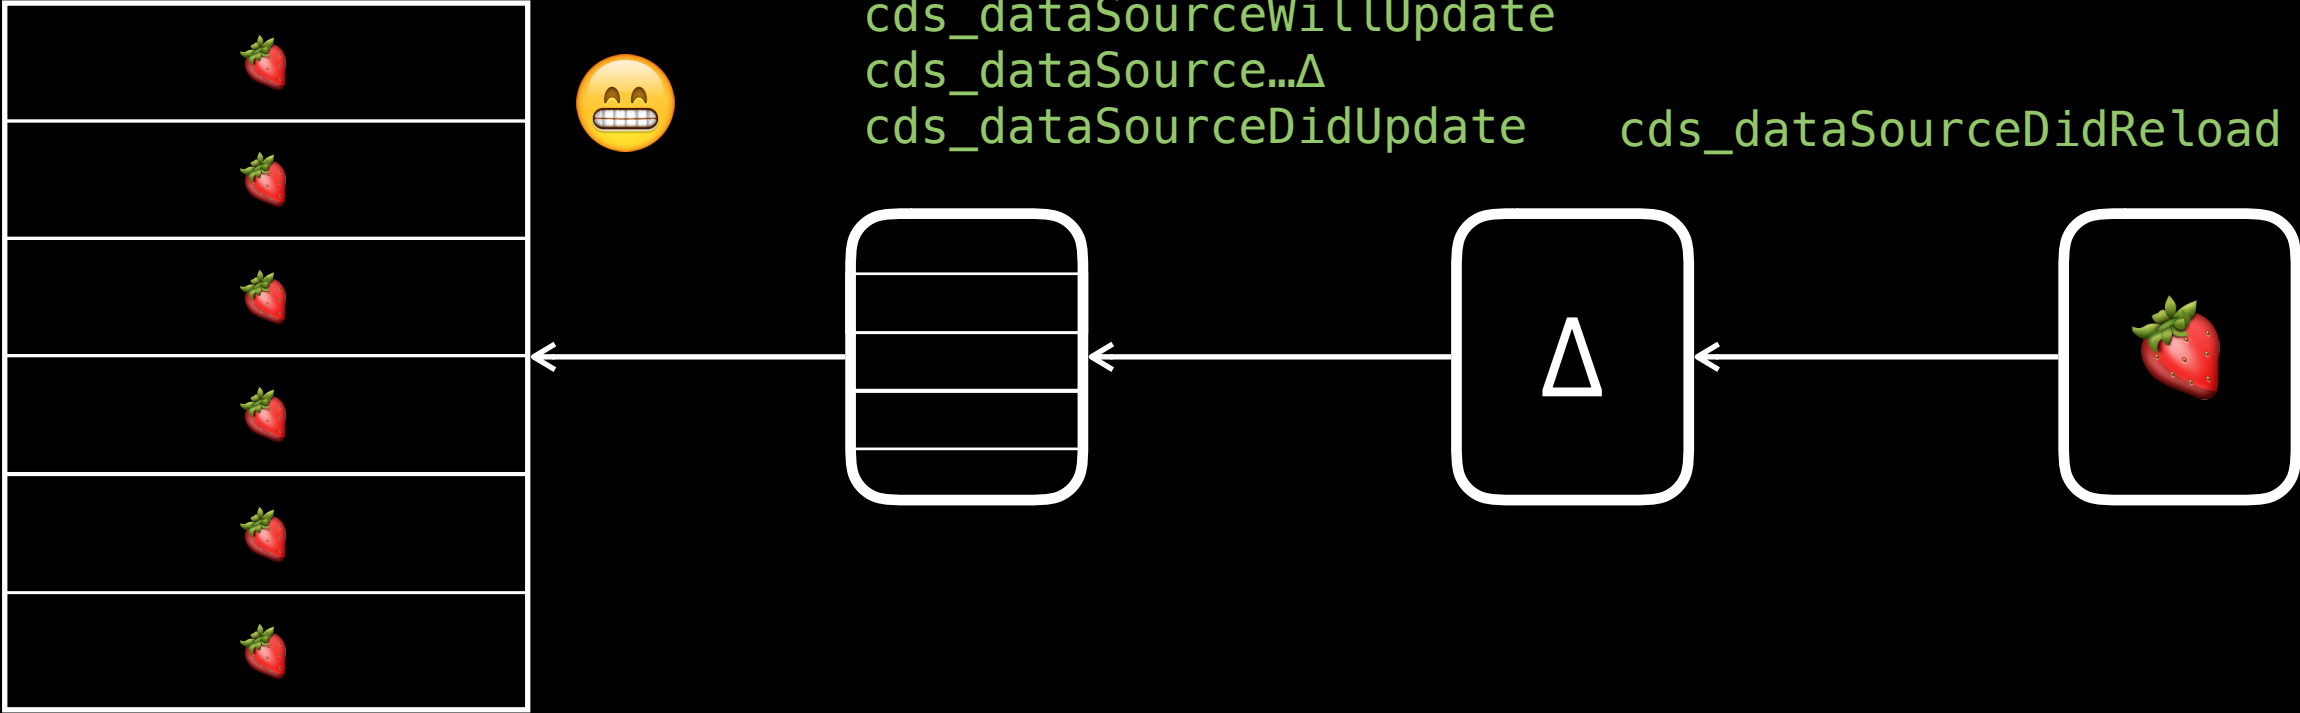 cds_dataSourceWillUpdate
cds_dataSource…Δ
cds_dataSourceDidUpdate
cds_dataSourceDidReload
Δ